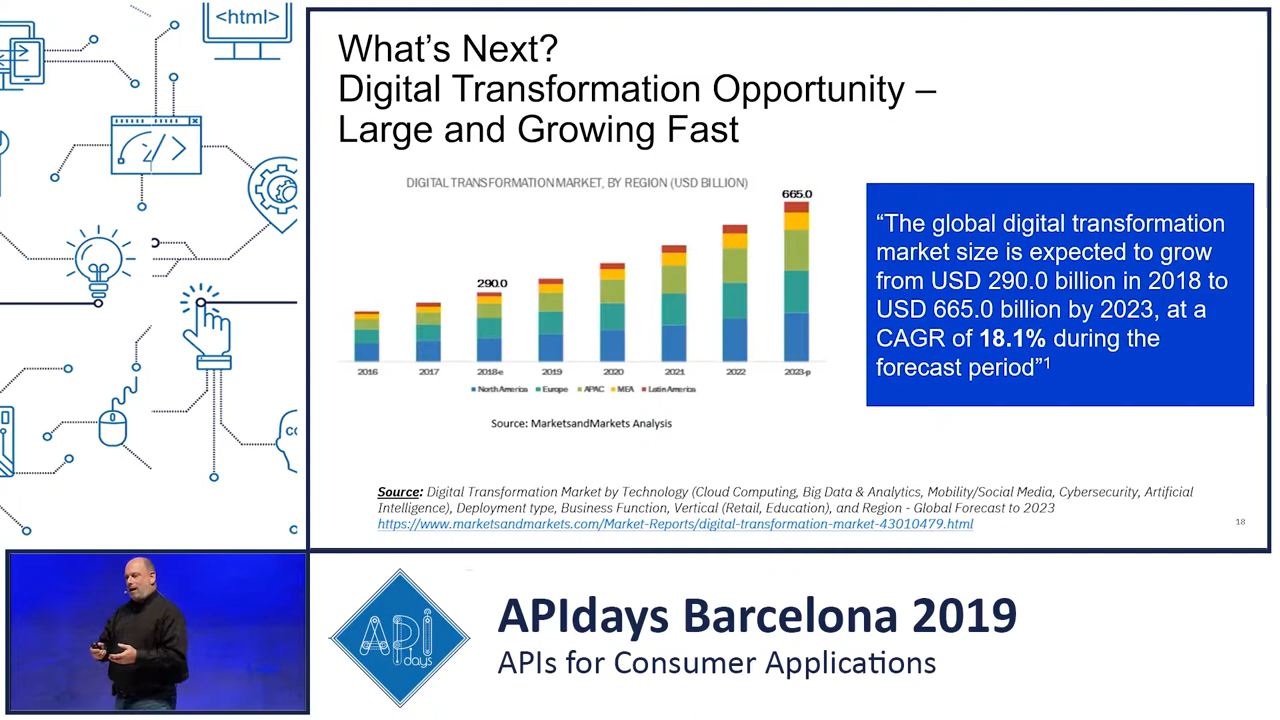 <html>
What's Next?
Digital Transformation Opportunity –
Large and Growing Fast
DIGITAL TRANSFORMATION MARKET, BY REGION (USD BILLION)
665.0
290.0
2016 2017 2018-e 2019 2020 2021 2022 2023-p
North America Europe APAC MEA Latin America
Source: MarketsandMarkets Analysis
“The global digital transformation
market size is expected to grow
from USD 290.0 billion in 2018 to
USD 665.0 billion by 2023, at a
CAGR of 18.1% during the
forecast period”1
Source: Digital Transformation Market by Technology (Cloud Computing, Big Data & Analytics, Mobility/Social Media, Cybersecurity, Artificial
Intelligence), Deployment type, Business Function, Vertical (Retail, Education), and Region - Global Forecast to 2023
https://www.marketsandmarkets.com/Market-Reports/digital-transformation-market-43010479.html
18
</>
CO
API
days
APIdays Barcelona 2019
APIs for Consumer Applications